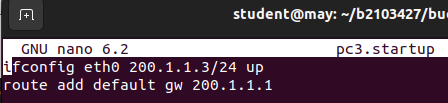 student@may: ~/b2103427/bu
GNU nano 6.2 pc3.startup
ifconfig eth0 200.1.1.3/24 up
route add default gw 200.1.1.1